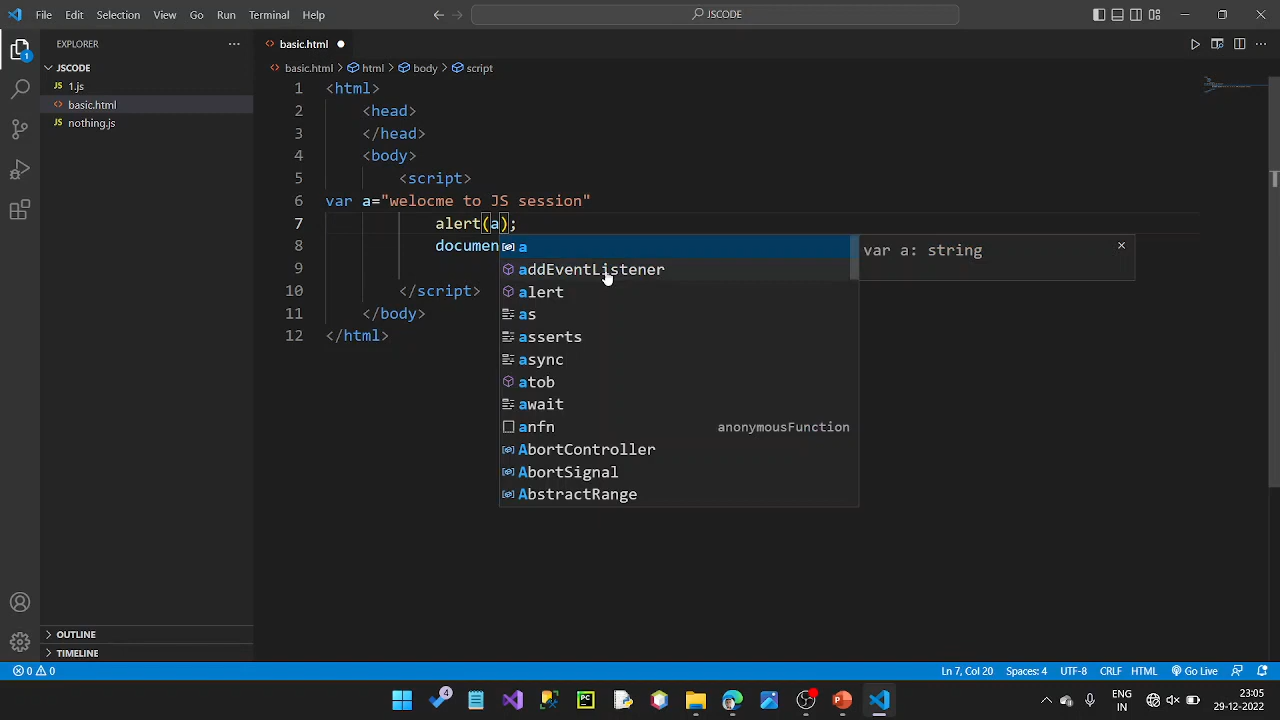 File Edit Selection View Go Run Terminal Help
JSCODE
EXPLORER
JSCODE
1.js
basic.html
nothing.js
OUTLINE
TIMELINE
basic.html
basic.html > html > body > script
1 <html>
2 <head>
3 </head>
4 <body>
5 <script>
6 var a="welocme to JS session"
7 alert(a);
8 documen
9
10 </script>
11 </body>
12 </html>
a
addEventListener
alert
as
asserts
async
atob
await
anfn anonymousFunction
AbortController
AbortSignal
AbstractRange
var a: string
0 0 Ln 7, Col 20 Spaces: 4 UTF-8 CRLF HTML Go Live
ENG
IN
23:05
29-12-2022